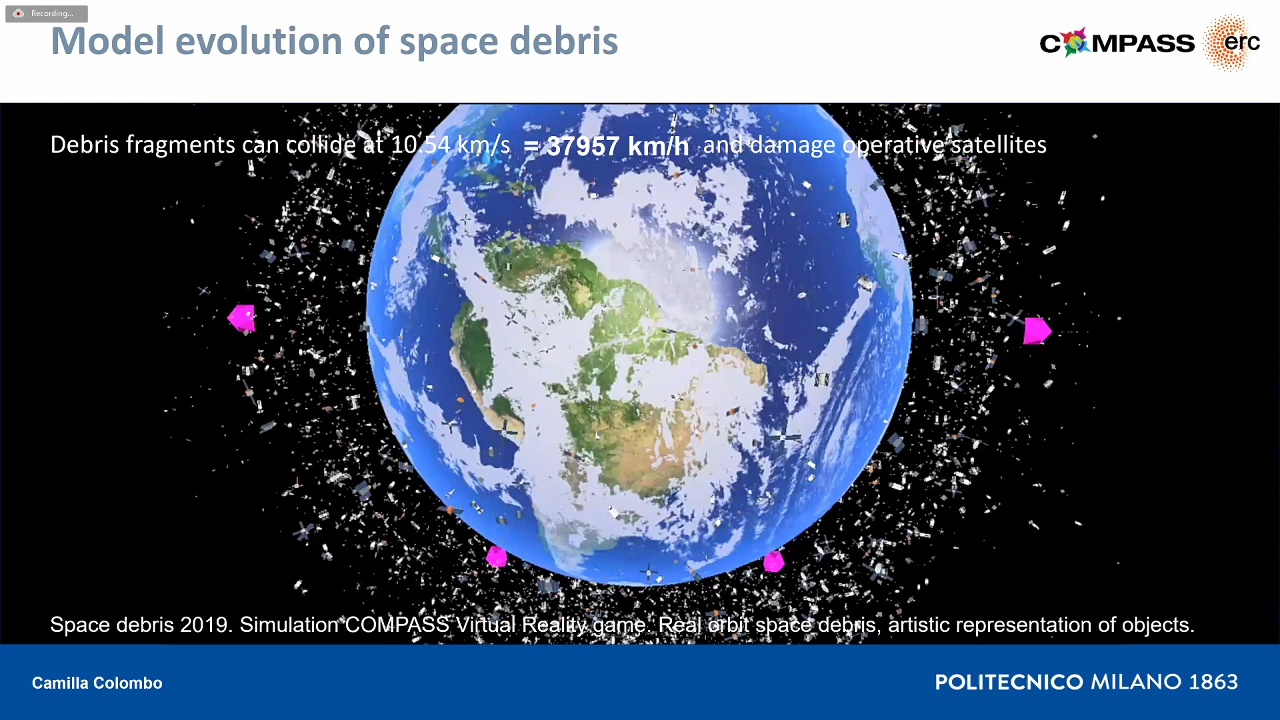 Recording...
Model evolution of space debris
COMPASS
erc
Debris fragments can collide at 10.54 km/s = 37957 km/h and damage operative satellites
Space debris 2019. Simulation COMPASS Virtual Reality game. Real orbit space debris, artistic representation of objects.
Camilla Colombo
POLITECNICO MILANO 1863